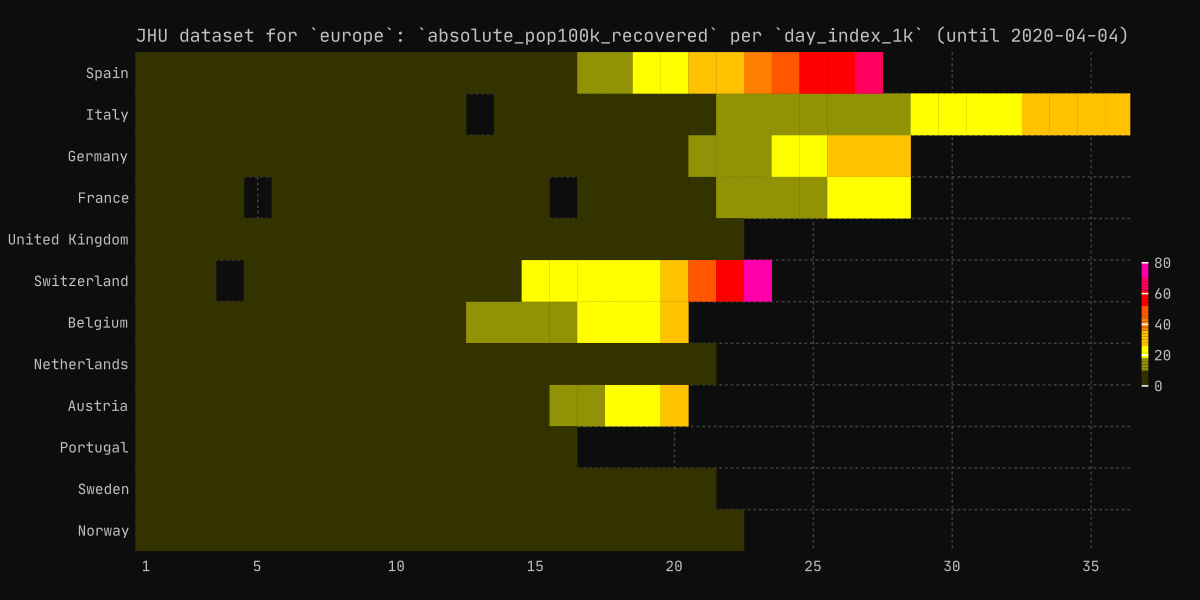 JHU dataset for `europe`: `absolute_pop100k_recovered` per `day_index_1k` (until 2020-04-04)
Spain
Italy
Germany
France
United Kingdom
Switzerland
Belgium
Netherlands
Austria
Portugal
Sweden
Norway
1 5 10 15 20 25 30 35
80
60
40
20
0